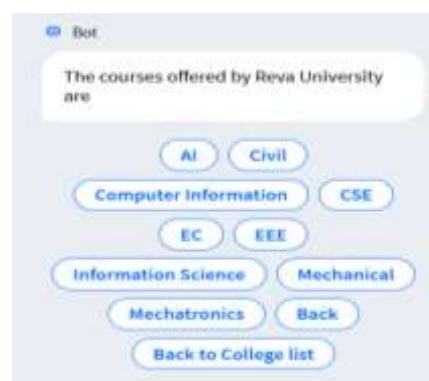 Bot
The courses offered by Reva University
are
AI Civil
Computer Information CSE
EC EEE
Information Science Mechanical
Mechatronics Back
Back to College list